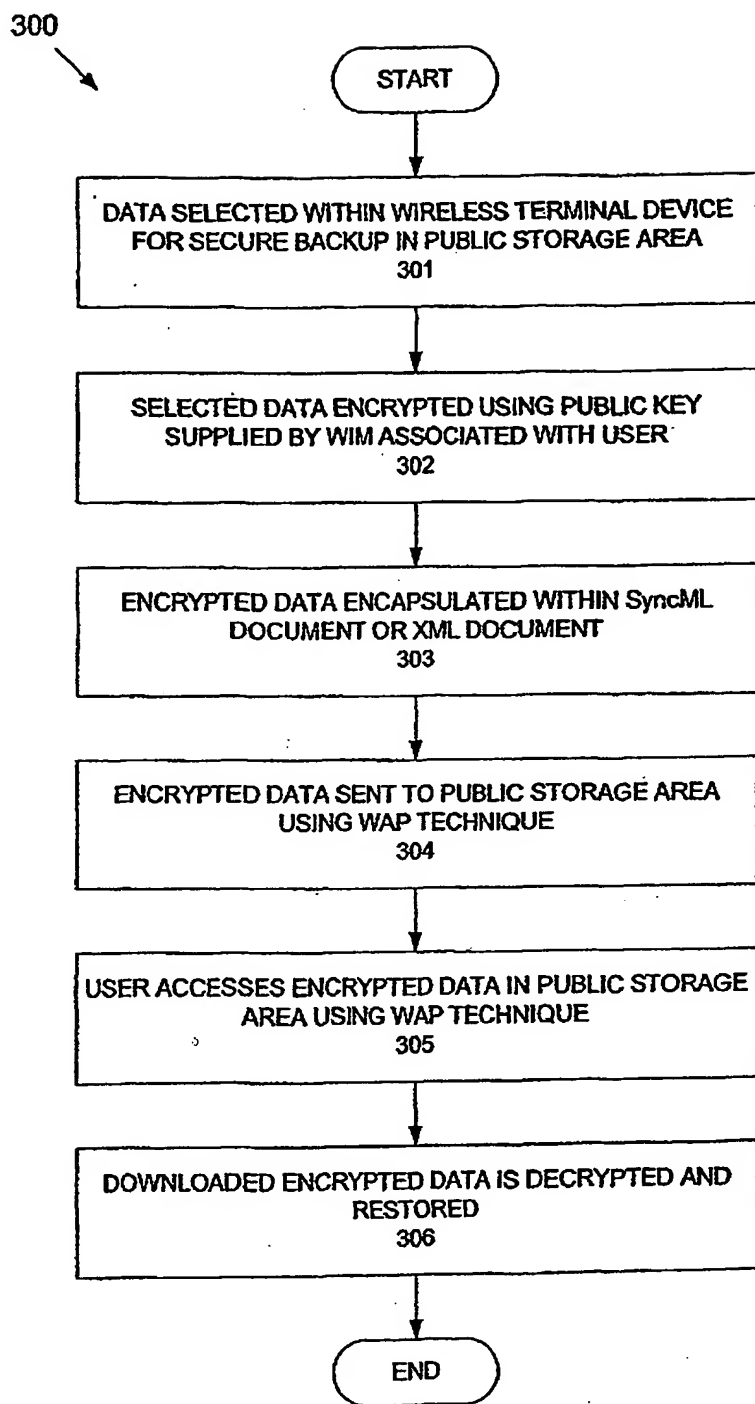 300
START
DATA SELECTED WITHIN WIRELESS TERMINAL DEVICE
FOR SECURE BACKUP IN PUBLIC STORAGE AREA
301
SELECTED DATA ENCRYPTED USING PUBLIC KEY
SUPPLIED BY WIM ASSOCIATED WITH USER
302
ENCRYPTED DATA ENCAPSULATED WITHIN SyncML
DOCUMENT OR XML DOCUMENT
303
ENCRYPTED DATA SENT TO PUBLIC STORAGE AREA
USING WAP TECHNIQUE
304
USER ACCESSES ENCRYPTED DATA IN PUBLIC STORAGE
AREA USING WAP TECHNIQUE
305
DOWNLOADED ENCRYPTED DATA IS DECRYPTED AND
RESTORED
306
END